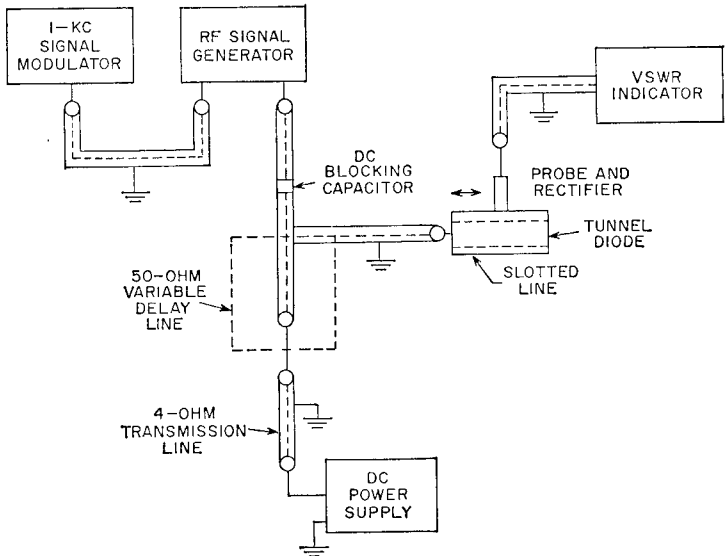 1-KC
SIGNAL
MODULATOR
RF SIGNAL
GENERATOR
VSWR
INDICATOR
DC
BLOCKING
CAPACITOR
PROBE AND
RECTIFIER
TUNNEL
DIODE
SLOTTED
LINE
50-OHM
VARIABLE
DELAY
LINE
4-OHM
TRANSMISSION
LINE
DC
POWER
SUPPLY